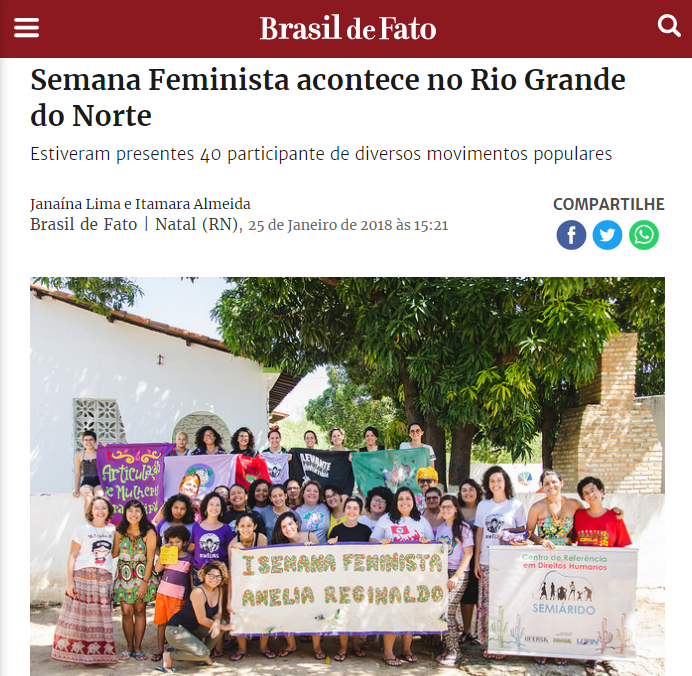 Brasil de Fato
Semana Feminista acontece no Rio Grande
do Norte
Estiveram presentes 40 participante de diversos movimentos populares
Janaína Lima e Itamara Almeida
Brasil de Fato | Natal (RN), 25 de Janeiro de 2018 às 15:21
COMPARTILHE
Articulação
de Mulheres
LEVANTE
I SEMANA FEMINISTA
AMELIA REGINALDO
Centro de Referência
em Direitos Humanos
SEMIÁRIDO
UFERSA